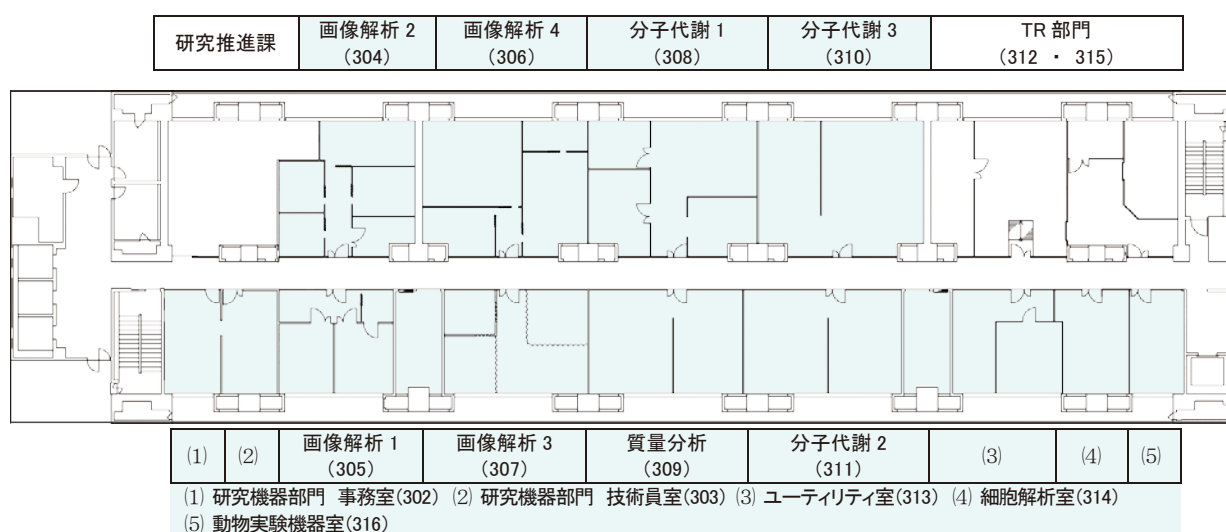 研究推進課 画像解析 2 (304) 画像解析 4 (306) 分子代謝 1 (308) 分子代謝 3 (310) TR 部門 (312 ・ 315)
(1) (2) 画像解析 1 (305) 画像解析 3 (307) 質量分析 (309) 分子代謝 2 (311) (3) (4) (5)
(1) 研究機器部門 事務室(302) (2) 研究機器部門 技術員室(303) (3) ユーティリティ室(313) (4) 細胞解析室(314)
(5) 動物実験機器室(316)